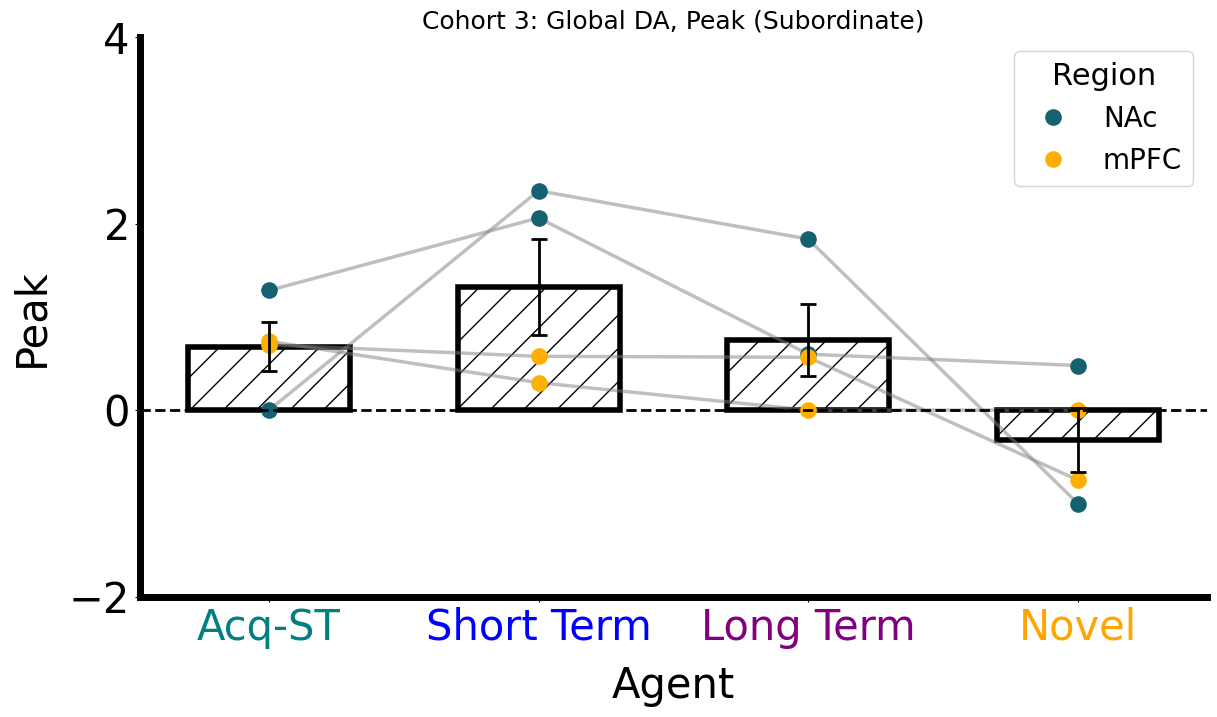 Cohort 3: Global DA, Peak (Subordinate)
4
2
0
−2
Peak
Region
NAc
mPFC
Acq-ST Short Term Long Term Novel
Agent